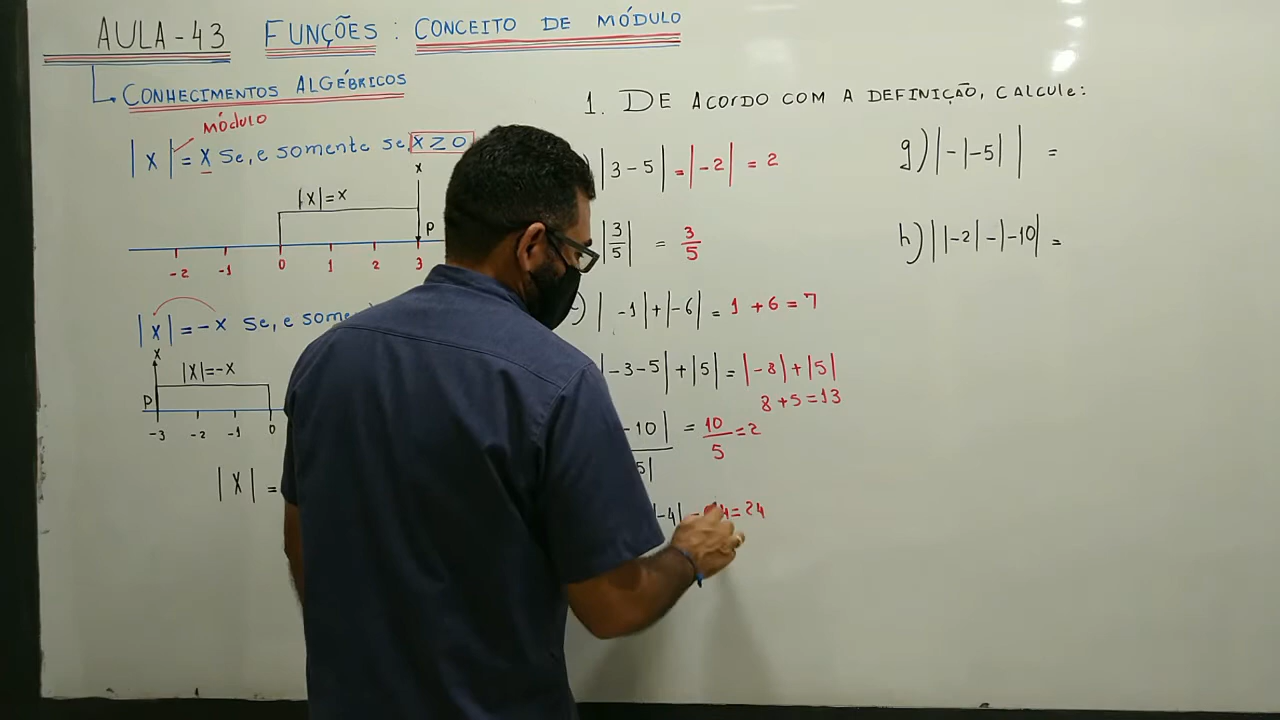 AULA-43 FUNÇÕES: CONCEITO DE MÓDULO
CONHECIMENTOS ALGÉBRICOS
MÓDULO
|x| = x Se, e somente se, x ≥ 0
x
|x|=x
P
-2 -1 0 1 2 3
|x| = -x Se, e
x
|x|=-x
P
-3 -2 -1 0
|x| =
1. DE ACORDO COM A DEFINIÇÃO, CALCULE:
|3-5| = |-2| = 2
|3/5| = 3/5
|-1|+|-6| = 1+6=7
|-3-5|+|5| = |-8|+|5|
8+5=13
-10| = 10/5 = 2
5|
|-4| = 24
g) |-|-5|| =
h) ||-2|-|-10| =